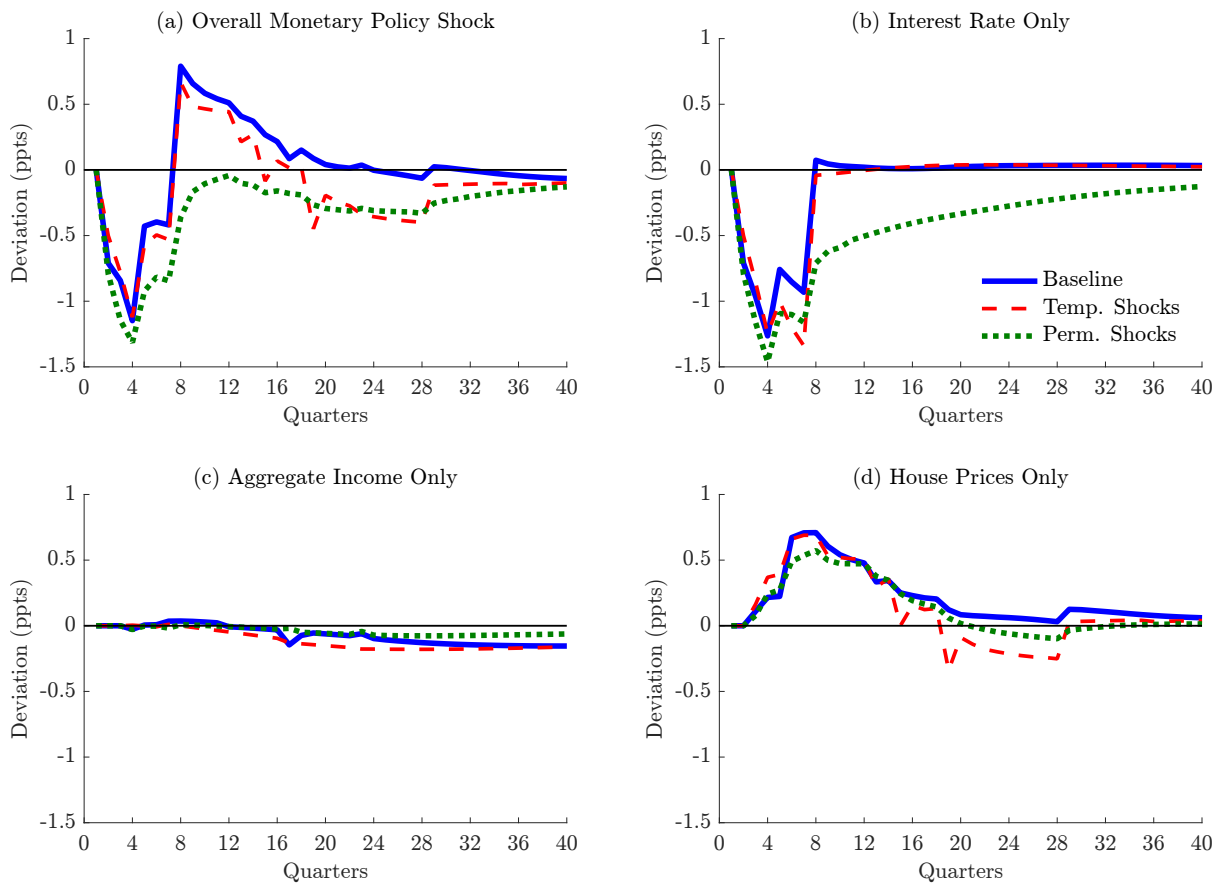 (a) Overall Monetary Policy Shock
1
0.5
0
-0.5
-1
-1.5
Deviation (ppts)
0 4 8 12 16 20 24 28 32 36 40
Quarters
(b) Interest Rate Only
1
0.5
0
-0.5
-1
-1.5
Deviation (ppts)
Baseline
Temp. Shocks
Perm. Shocks
0 4 8 12 16 20 24 28 32 36 40
Quarters
(c) Aggregate Income Only
1
0.5
0
-0.5
-1
-1.5
Deviation (ppts)
0 4 8 12 16 20 24 28 32 36 40
Quarters
(d) House Prices Only
1
0.5
0
-0.5
-1
-1.5
Deviation (ppts)
0 4 8 12 16 20 24 28 32 36 40
Quarters